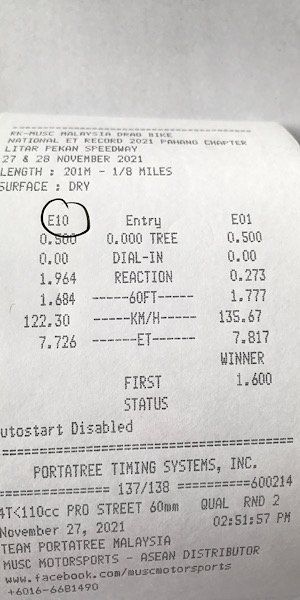 RK-MUSC MALAYSIA DRAG BIKE
NATIONAL ET RECORD 2021 PAHANG CHAPTER
LITAR PEKAN SPEEDWAY
27 & 28 NOVEMBER 2021
LENGTH : 201M - 1/8 MILES
SURFACE : DRY
E10 Entry E01
0.500 0.000 TREE 0.500
0.00 DIAL-IN 0.00
1.964 REACTION 0.273
1.684 ------60FT----- 1.777
122.30 -----KM/H----- 135.67
7.726 ------ET------ 7.817
WINNER
FIRST 1.600
STATUS
utostart Disabled
PORTATREE TIMING SYSTEMS, INC.
=============== 137/138 ===========600214
4T<110cc PRO STREET 60mm QUAL RND 2
November 27, 2021 02:51:57 PM
TEAM PORTATREE MALAYSIA
MUSC MOTORSPORTS - ASEAN DISTRIBUTOR
www.facebook.com/muscmotorsports
+6016-6681490